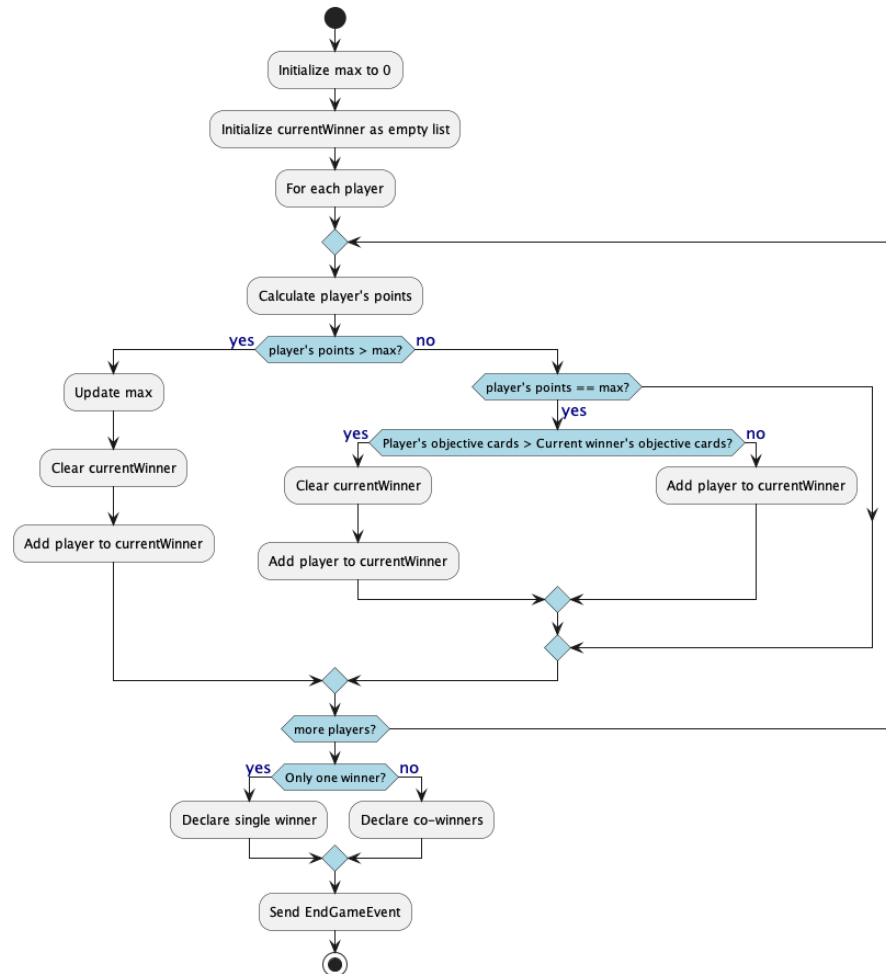 Initialize max to 0
Initialize currentWinner as empty list
For each player
Calculate player's points
yes
player's points > max?
no
Update max
Clear currentWinner
Add player to currentWinner
player's points == max?
yes
yes
Player's objective cards > Current winner's objective cards?
no
Clear currentWinner
Add player to currentWinner
Add player to currentWinner
more players?
yes
Only one winner?
no
Declare single winner
Declare co-winners
Send EndGameEvent